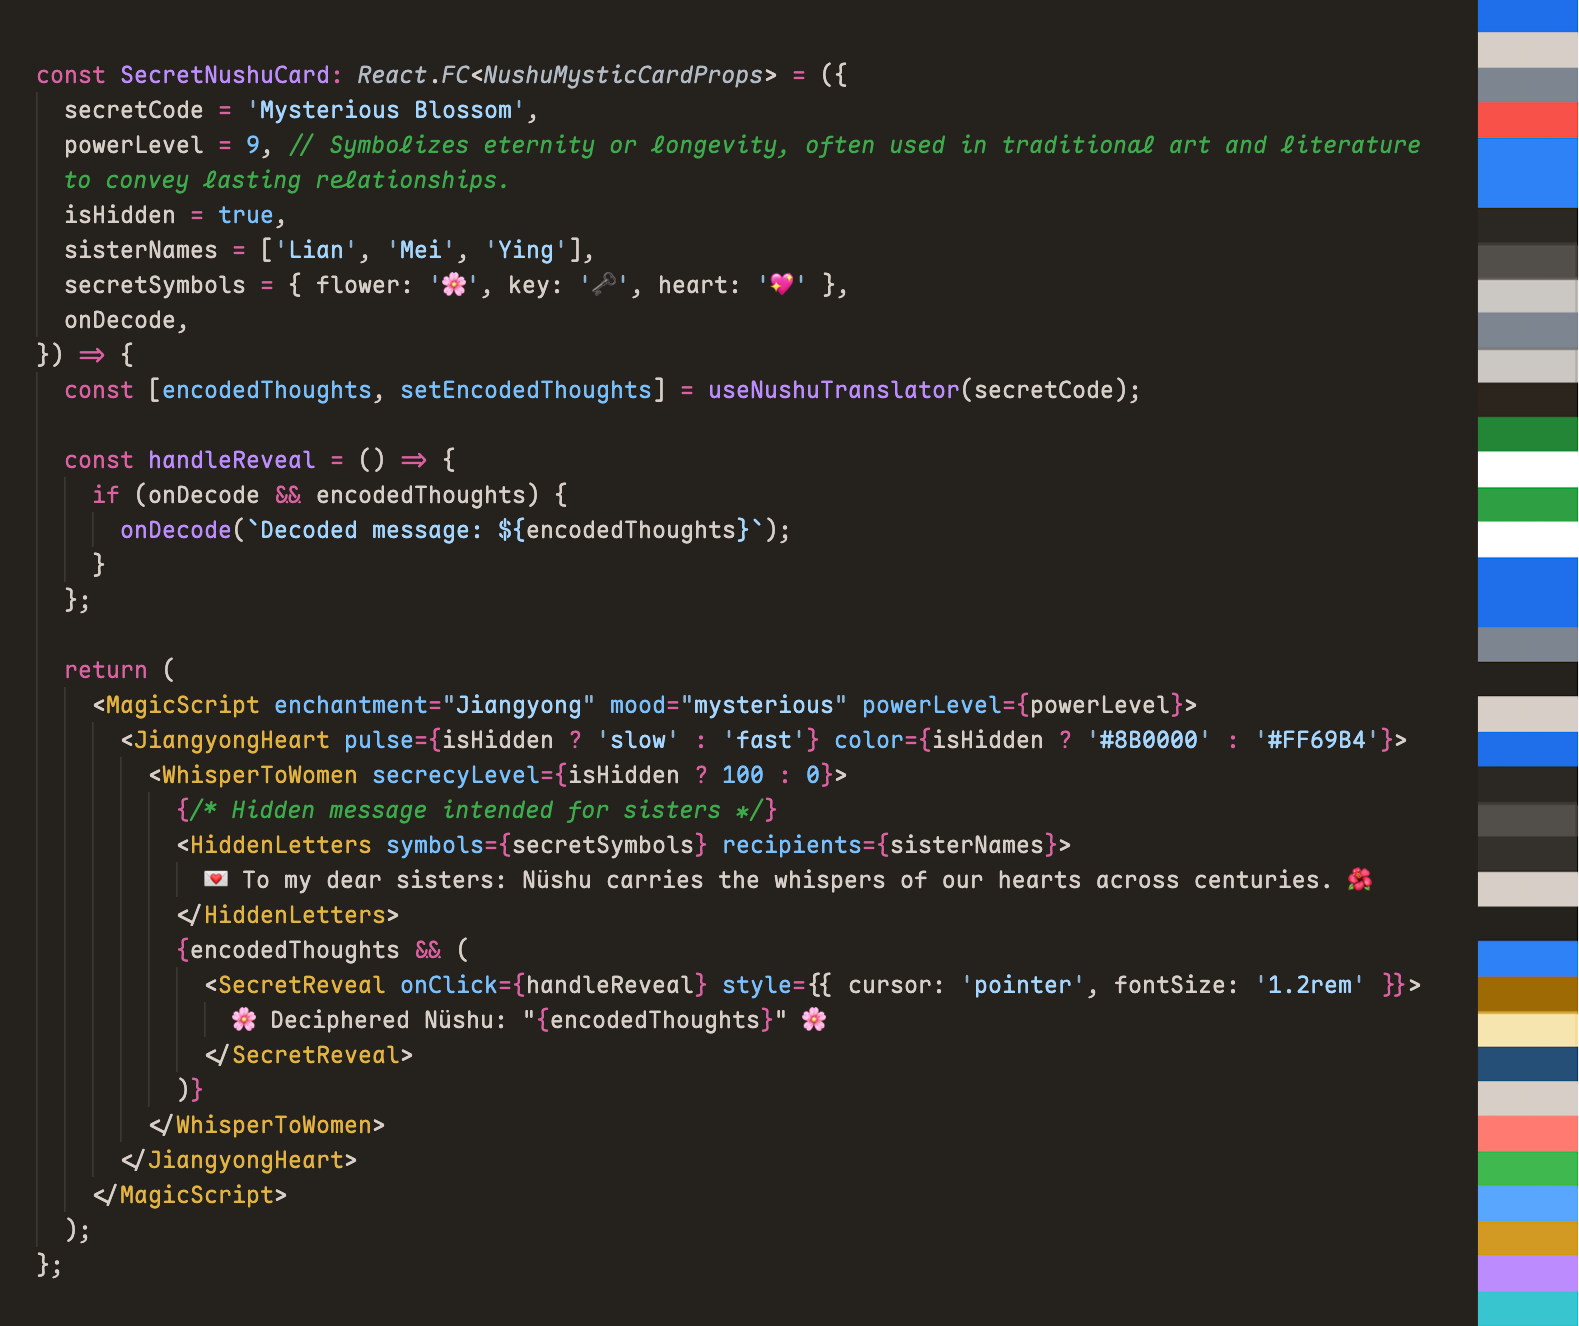 const SecretNushuCard: React.FC<NushuMysticCardProps> = ({
secretCode = 'Mysterious Blossom',
powerLevel = 9, // Symbolizes eternity or longevity, often used in traditional art and literature
to convey lasting relationships.
isHidden = true,
sisterNames = ['Lian', 'Mei', 'Ying'],
secretSymbols = { flower: '🌸', key: '🗝️', heart: '💖' },
onDecode,
}) => {
const [encodedThoughts, setEncodedThoughts] = useNushuTranslator(secretCode);
const handleReveal = () => {
if (onDecode && encodedThoughts) {
onDecode(`Decoded message: ${encodedThoughts}`);
}
};
return (
<MagicScript enchantment="Jiangyong" mood="mysterious" powerLevel={powerLevel}>
<JiangyongHeart pulse={isHidden ? 'slow' : 'fast'} color={isHidden ? '#8B0000' : '#FF69B4'}>
<WhisperToWomen secrecyLevel={isHidden ? 100 : 0}>
{/* Hidden message intended for sisters */}
<HiddenLetters symbols={secretSymbols} recipients={sisterNames}>
💌 To my dear sisters: Nüshu carries the whispers of our hearts across centuries. 🌺
</HiddenLetters>
{encodedThoughts && (
<SecretReveal onClick={handleReveal} style={{ cursor: 'pointer', fontSize: '1.2rem' }}>
🌸 Deciphered Nüshu: "{encodedThoughts}" 🌸
</SecretReveal>
)}
</WhisperToWomen>
</JiangyongHeart>
</MagicScript>
);
};